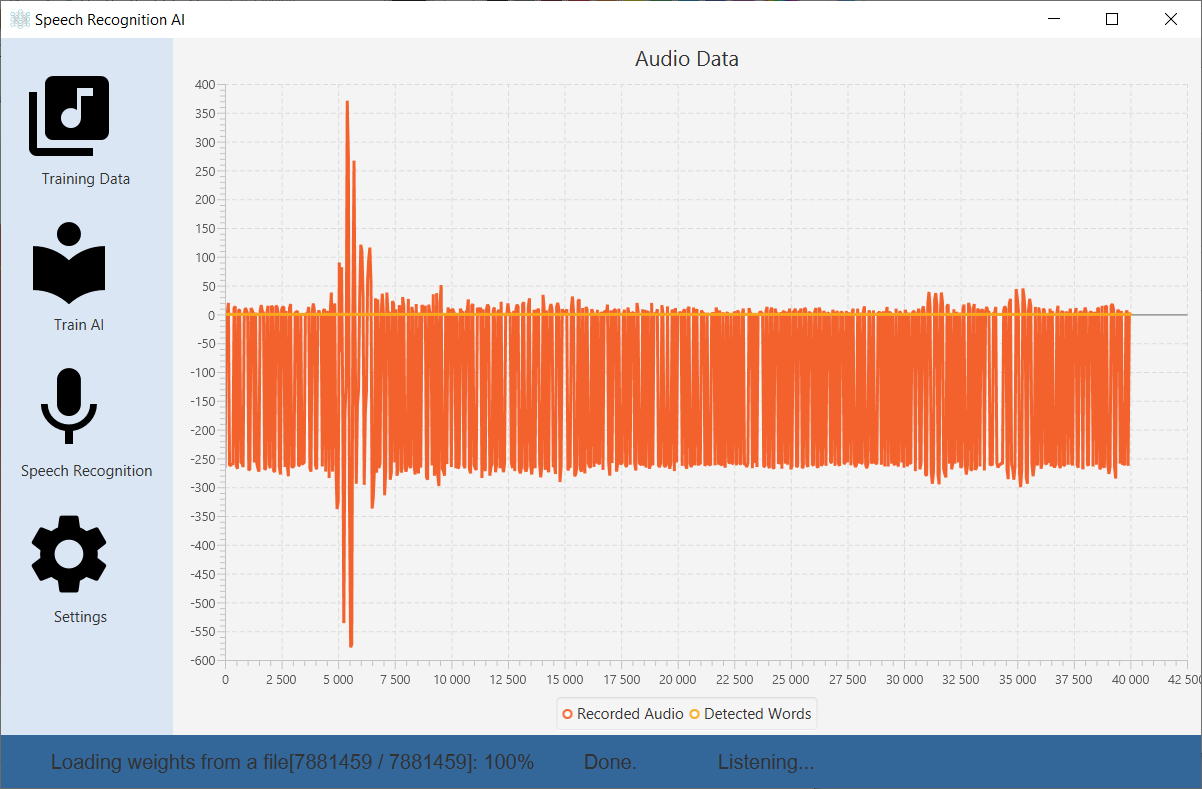 Speech Recognition AI
Training Data
Train AI
Speech Recognition
Settings
Audio Data
400
350
300
250
200
150
100
50
0
-50
-100
-150
-200
-250
-300
-350
-400
-450
-500
-550
-600
0 2 500 5 000 7 500 10 000 12 500 15 000 17 500 20 000 22 500 25 000 27 500 30 000 32 500 35 000 37 500 40 000 42 500
Recorded Audio Detected Words
Loading weights from a file[7881459 / 7881459]: 100% Done. Listening...